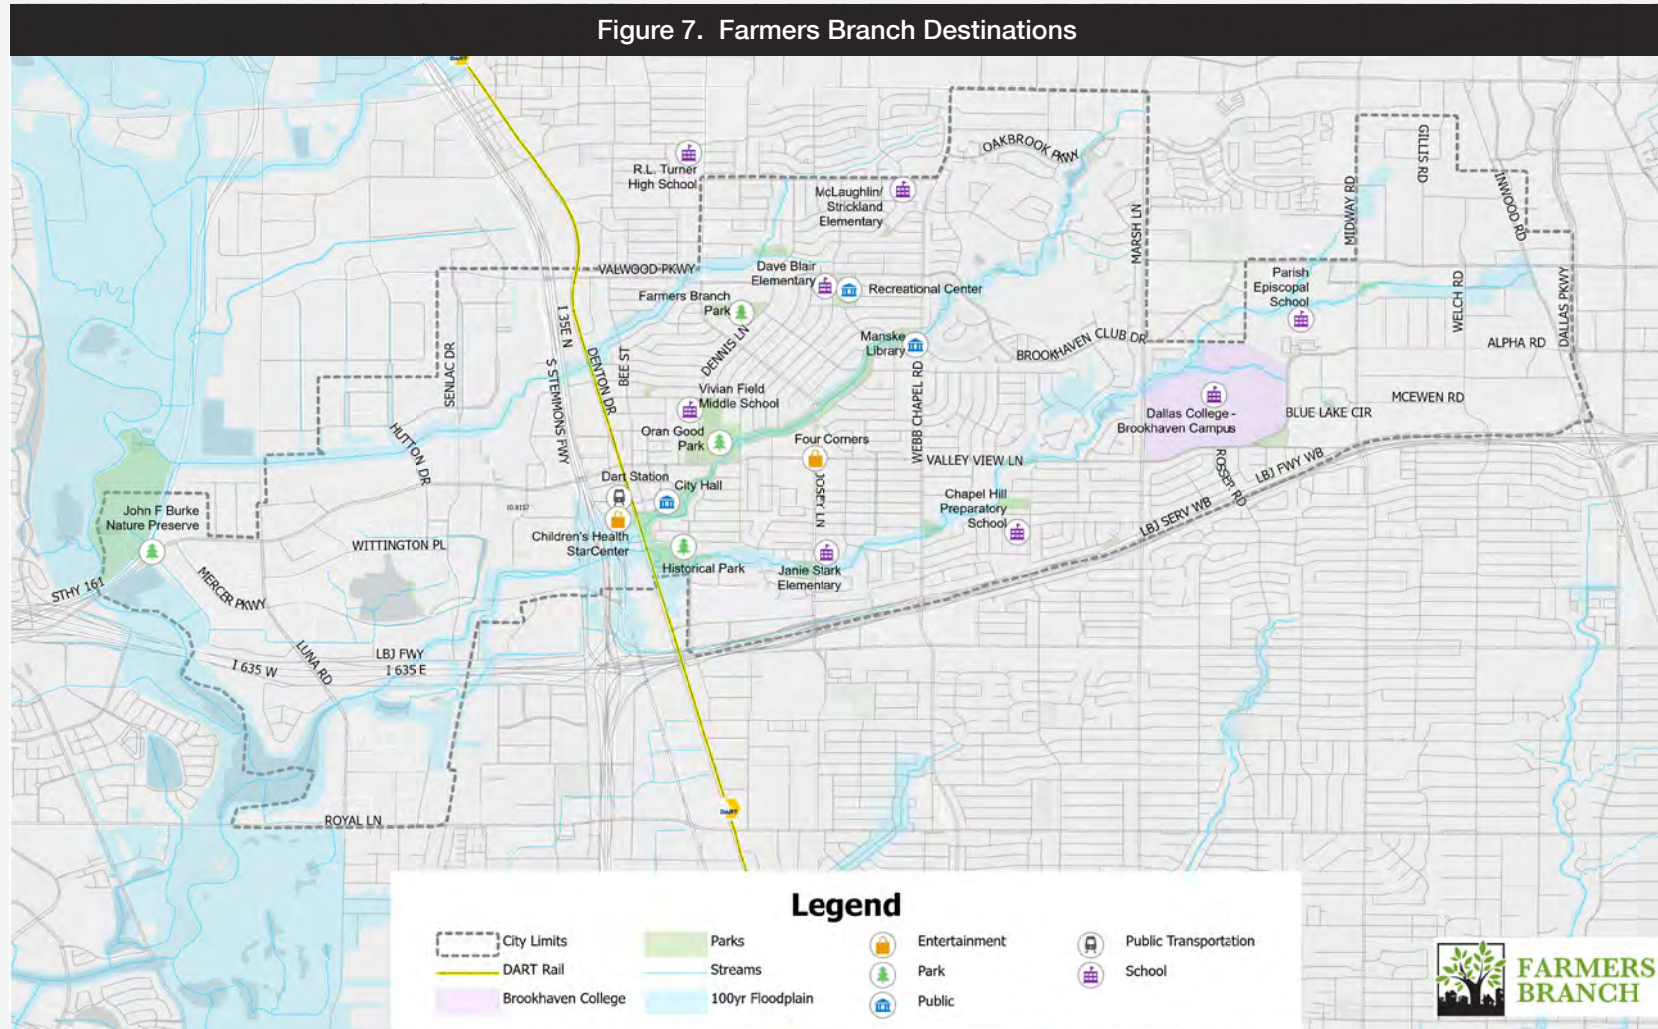 Figure 7.  Farmers Branch Destinations
DART
OAKBROOK PKWY
GILLIS RD
R.L. Turner
High School
McLaughlin/
Strickland
Elementary
MARSH LN
MIDWAY RD
INWOOD RD
VALWOOD PKWY
Dave Blair
Elementary
Recreational Center
Parish
Episcopal
School
Farmers Branch
Park
WELCH RD
DALLAS PKWY
I 35E N
S STEMMONS FWY
DENTON DR
BEE ST
DENNIS LN
Manske
Library
BROOKHAVEN CLUB DR
ALPHA RD
SENLAC DR
Vivian Field
Middle School
WEBB CHAPEL RD
MCEWEN RD
Dallas College -
Brookhaven Campus
BLUE LAKE CIR
HUTTON DR
Oran Good
Park
Four Corners
VALLEY VIEW LN
ROSSER RD
LBJ FWY WB
Dart Station
City Hall
JOSEY LN
Chapel Hill
Preparatory
School
LBJ SERV WB
John F Burke
Nature Preserve
10.8157
Children's Health
StarCenter
WITTINGTON PL
Historical Park
Janie Stark
Elementary
STHY 161
MERCER PKWY
LUNA RD
LBJ FWY
I 635 E
I 635 W
ROYAL LN
DART
Legend
City Limits
DART Rail
Brookhaven College
Parks
Streams
100yr Floodplain
Entertainment
Park
Public
Public Transportation
School
FARMERS
BRANCH